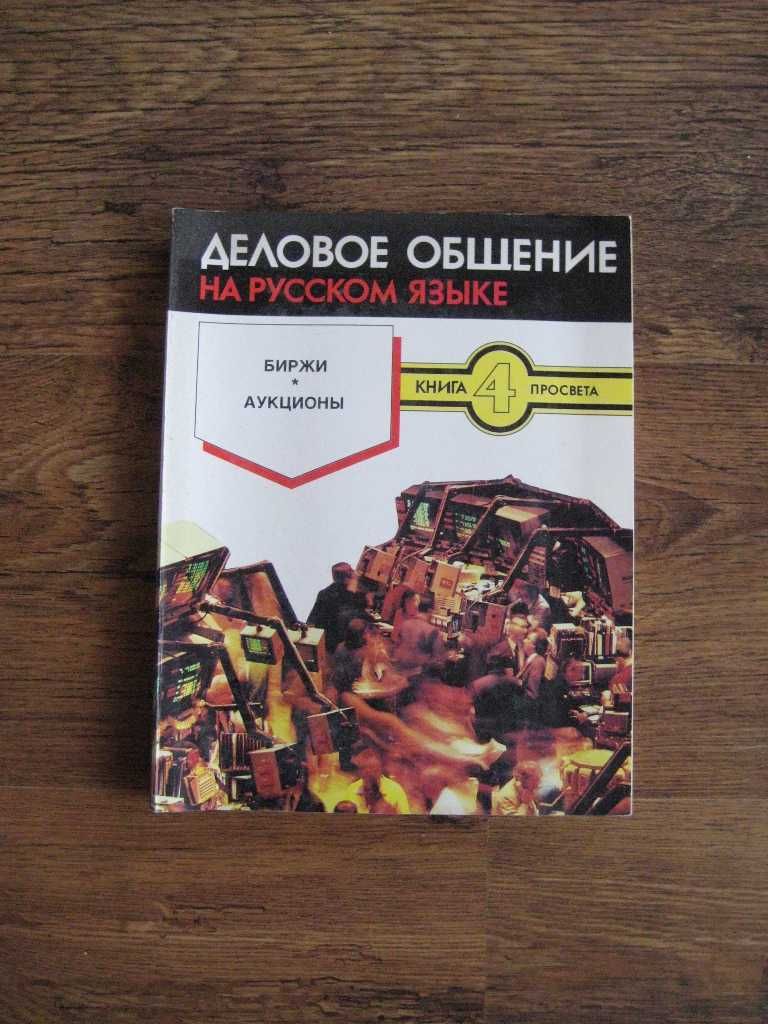 ДЕЛОВОЕ ОБЩЕНИЕ
НА РУССКОМ ЯЗЫКЕ
БИРЖИ
*
АУКЦИОНЫ
КНИГА 4 ПРОСВЕТА